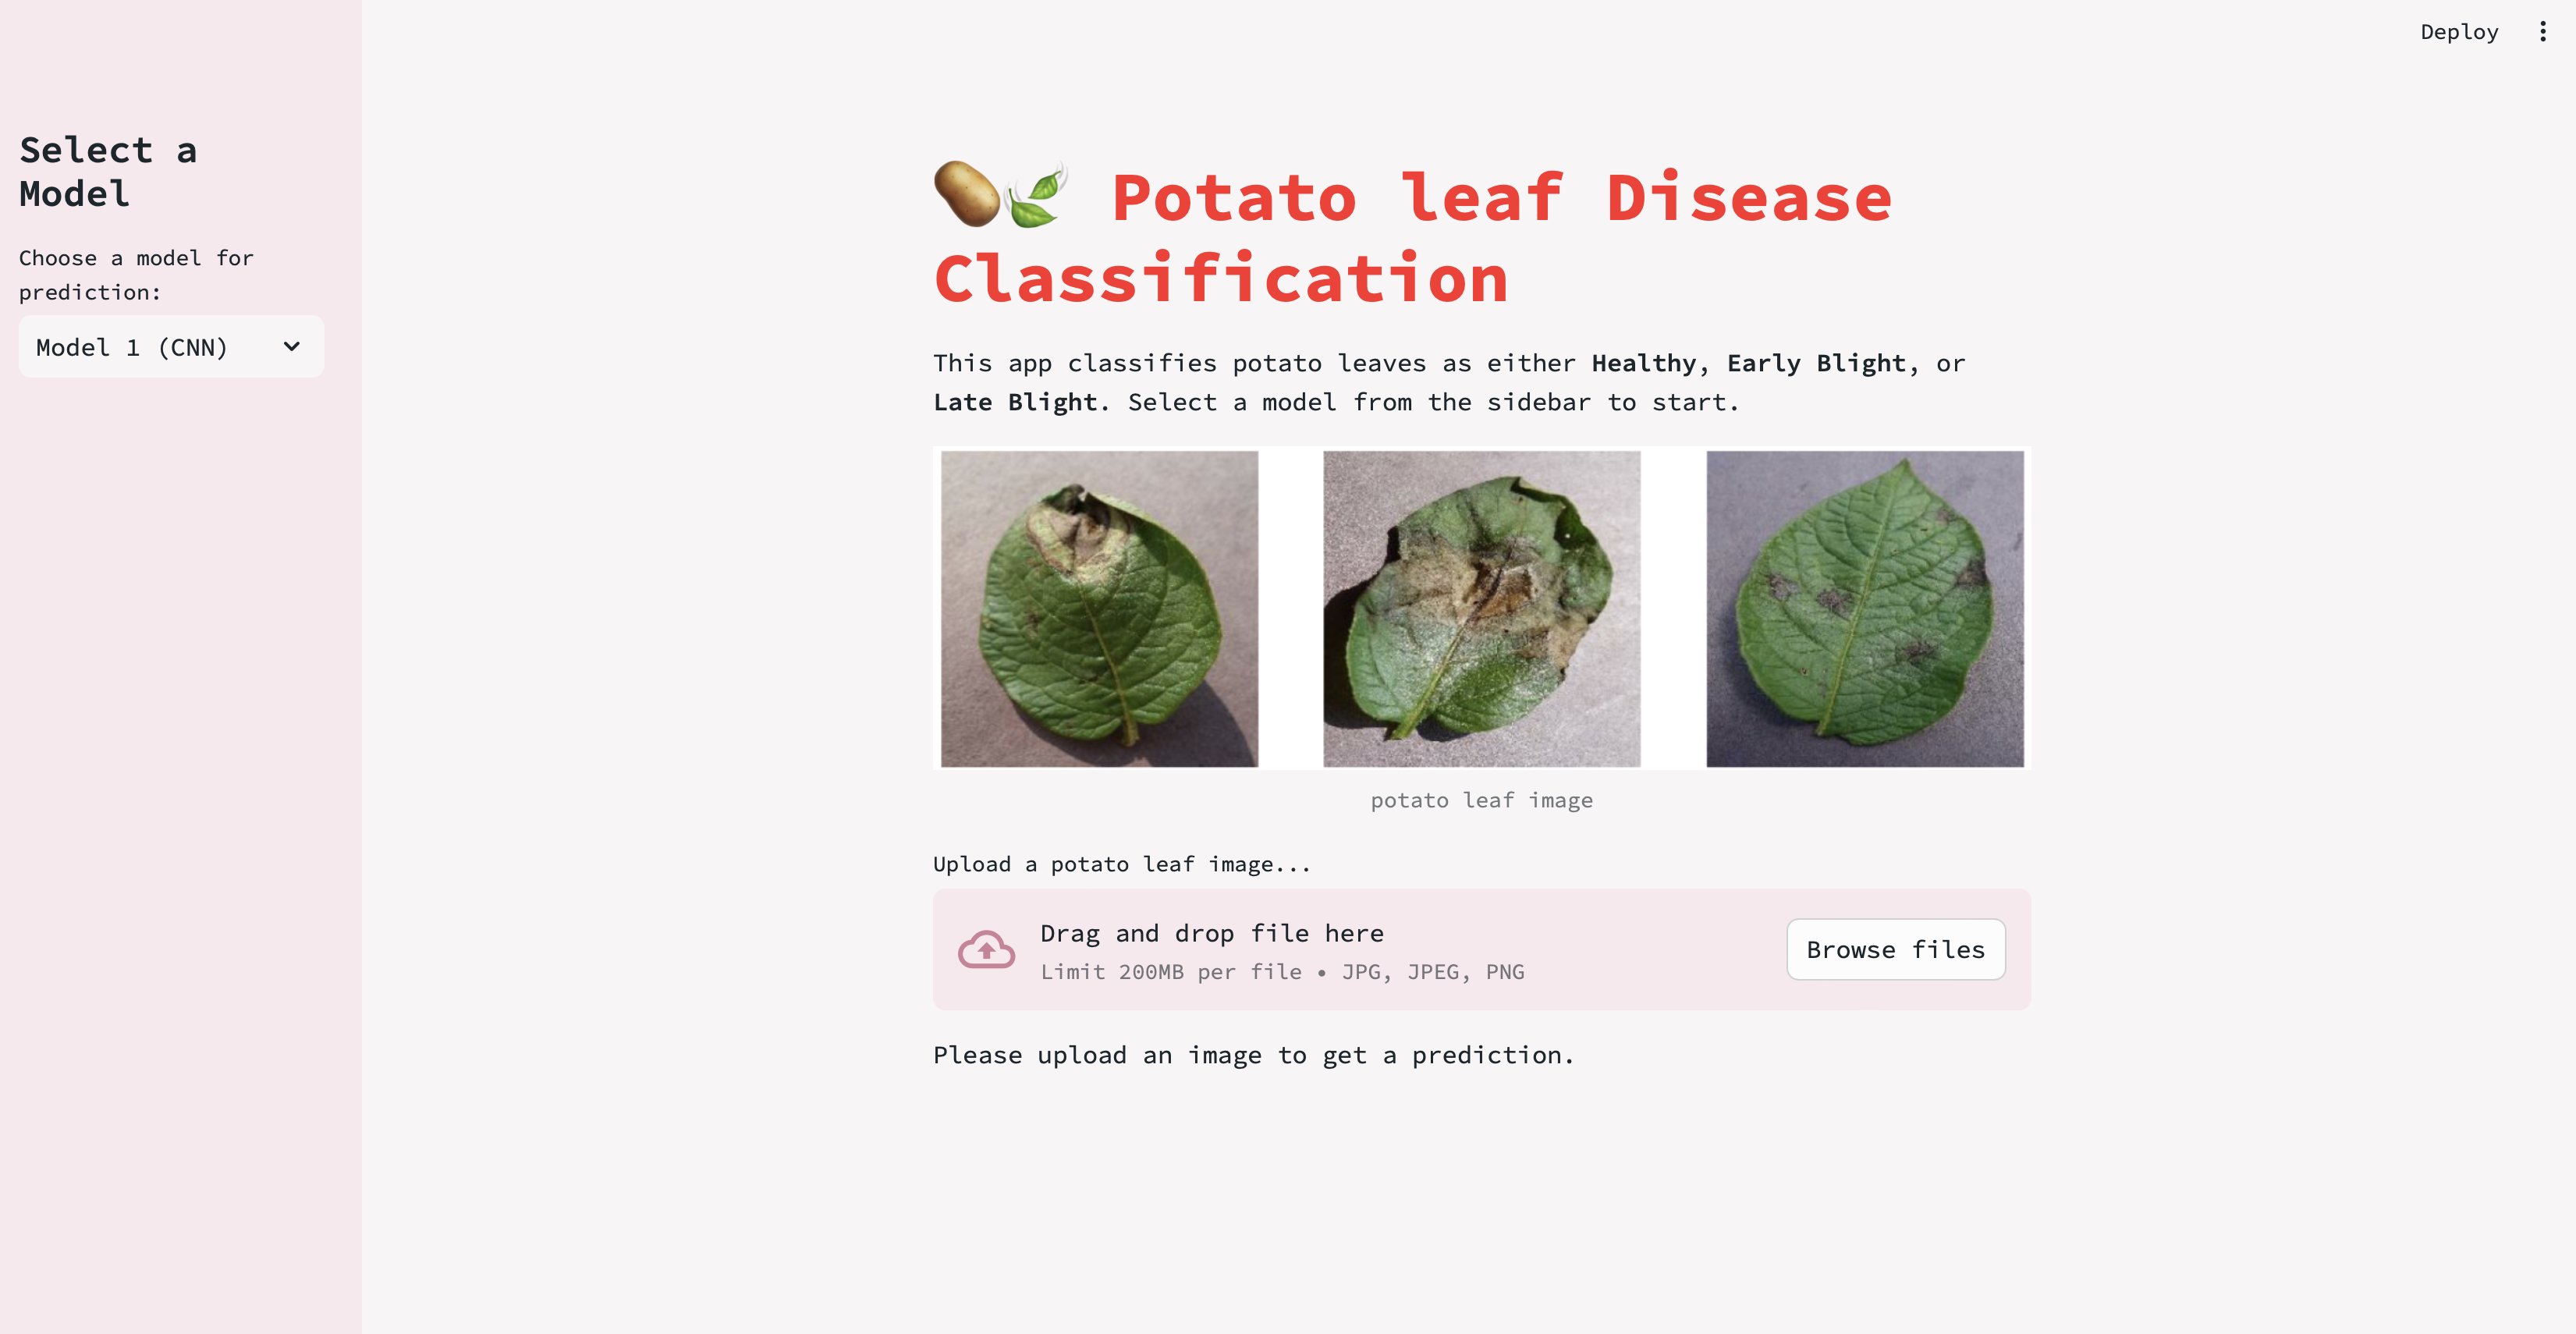 Deploy
Select a
Model
Choose a model for
prediction:
Model 1 (CNN)
🥔🍃 Potato leaf Disease
Classification
This app classifies potato leaves as either Healthy, Early Blight, or
Late Blight. Select a model from the sidebar to start.
potato leaf image
Upload a potato leaf image...
Drag and drop file here
Limit 200MB per file • JPG, JPEG, PNG
Browse files
Please upload an image to get a prediction.